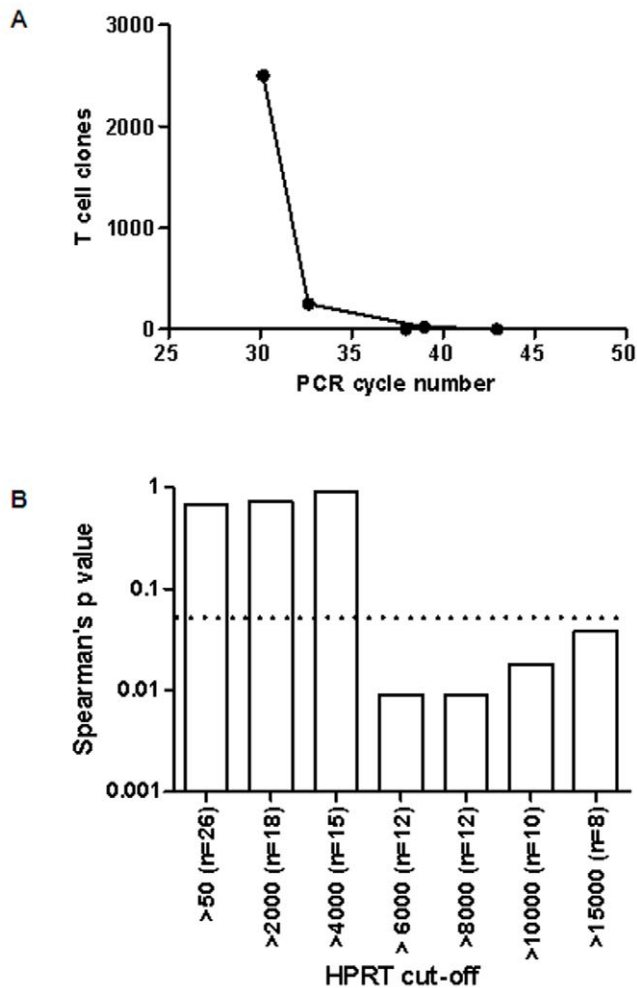 A
T cell clones
3000
2000
1000
0
25 30 35 40 45 50
PCR cycle number
B
Spearman's p value
1
0.1
0.01
0.001
>50 (n=26)
>2000 (n=18)
>4000 (n=15)
> 6000 (n=12)
>8000 (n=12)
>10000 (n=10)
>15000 (n=8)
HPRT cut-off